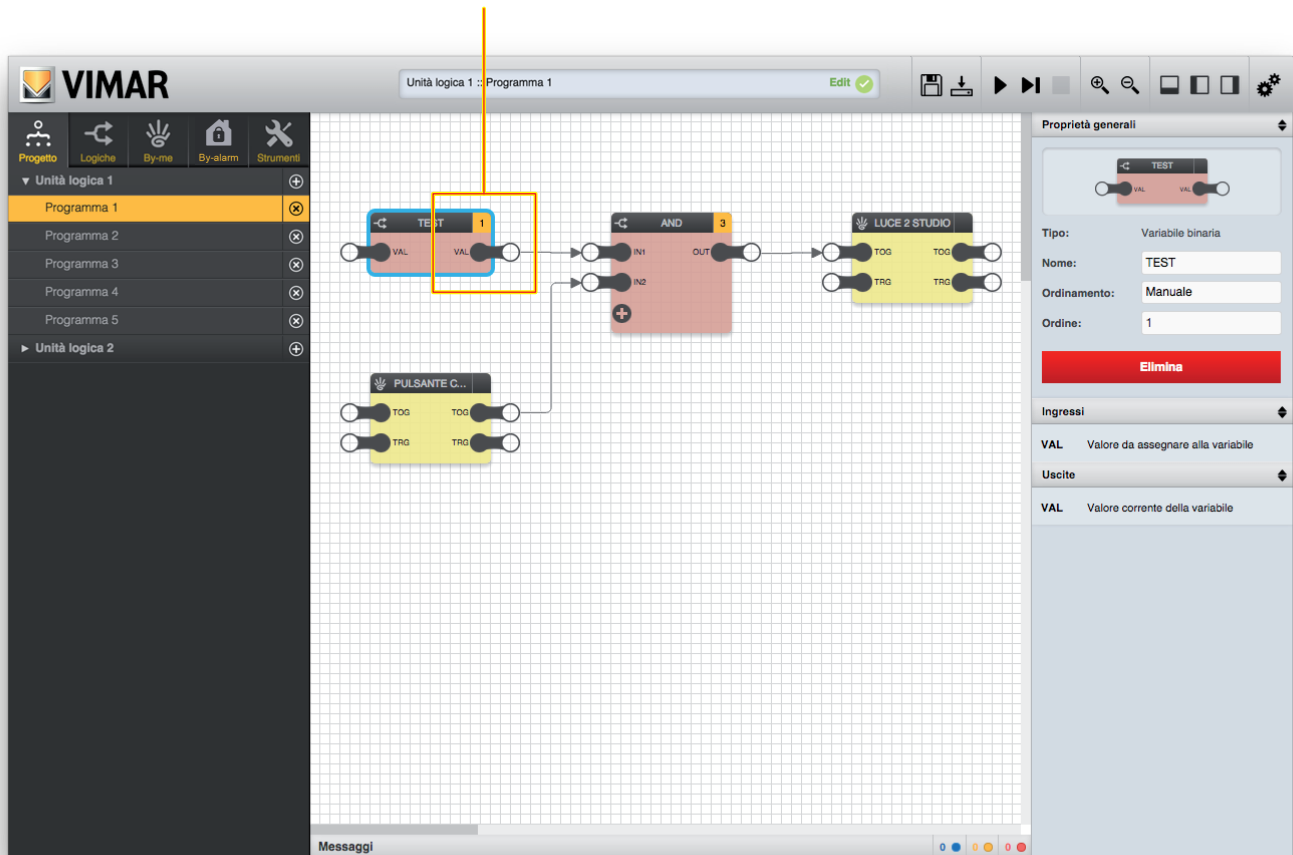 VIMAR
Unità logica 1 :: Programma 1
Edit
Progetto
Logiche
By-me
By-alarm
Strumenti
▼ Unità logica 1
Programma 1
Programma 2
Programma 3
Programma 4
Programma 5
► Unità logica 2
TEST 1
VAL VAL
AND 3
IN1 OUT
IN2
LUCE 2 STUDIO
TOG TOG
TRG TRG
PULSANTE C...
TOG TOG
TRG TRG
Messaggi
0 0 0
Proprietà generali
TEST
VAL VAL
Tipo: Variabile binaria
Nome: TEST
Ordinamento: Manuale
Ordine: 1
Elimina
Ingressi
VAL Valore da assegnare alla variabile
Uscite
VAL Valore corrente della variabile